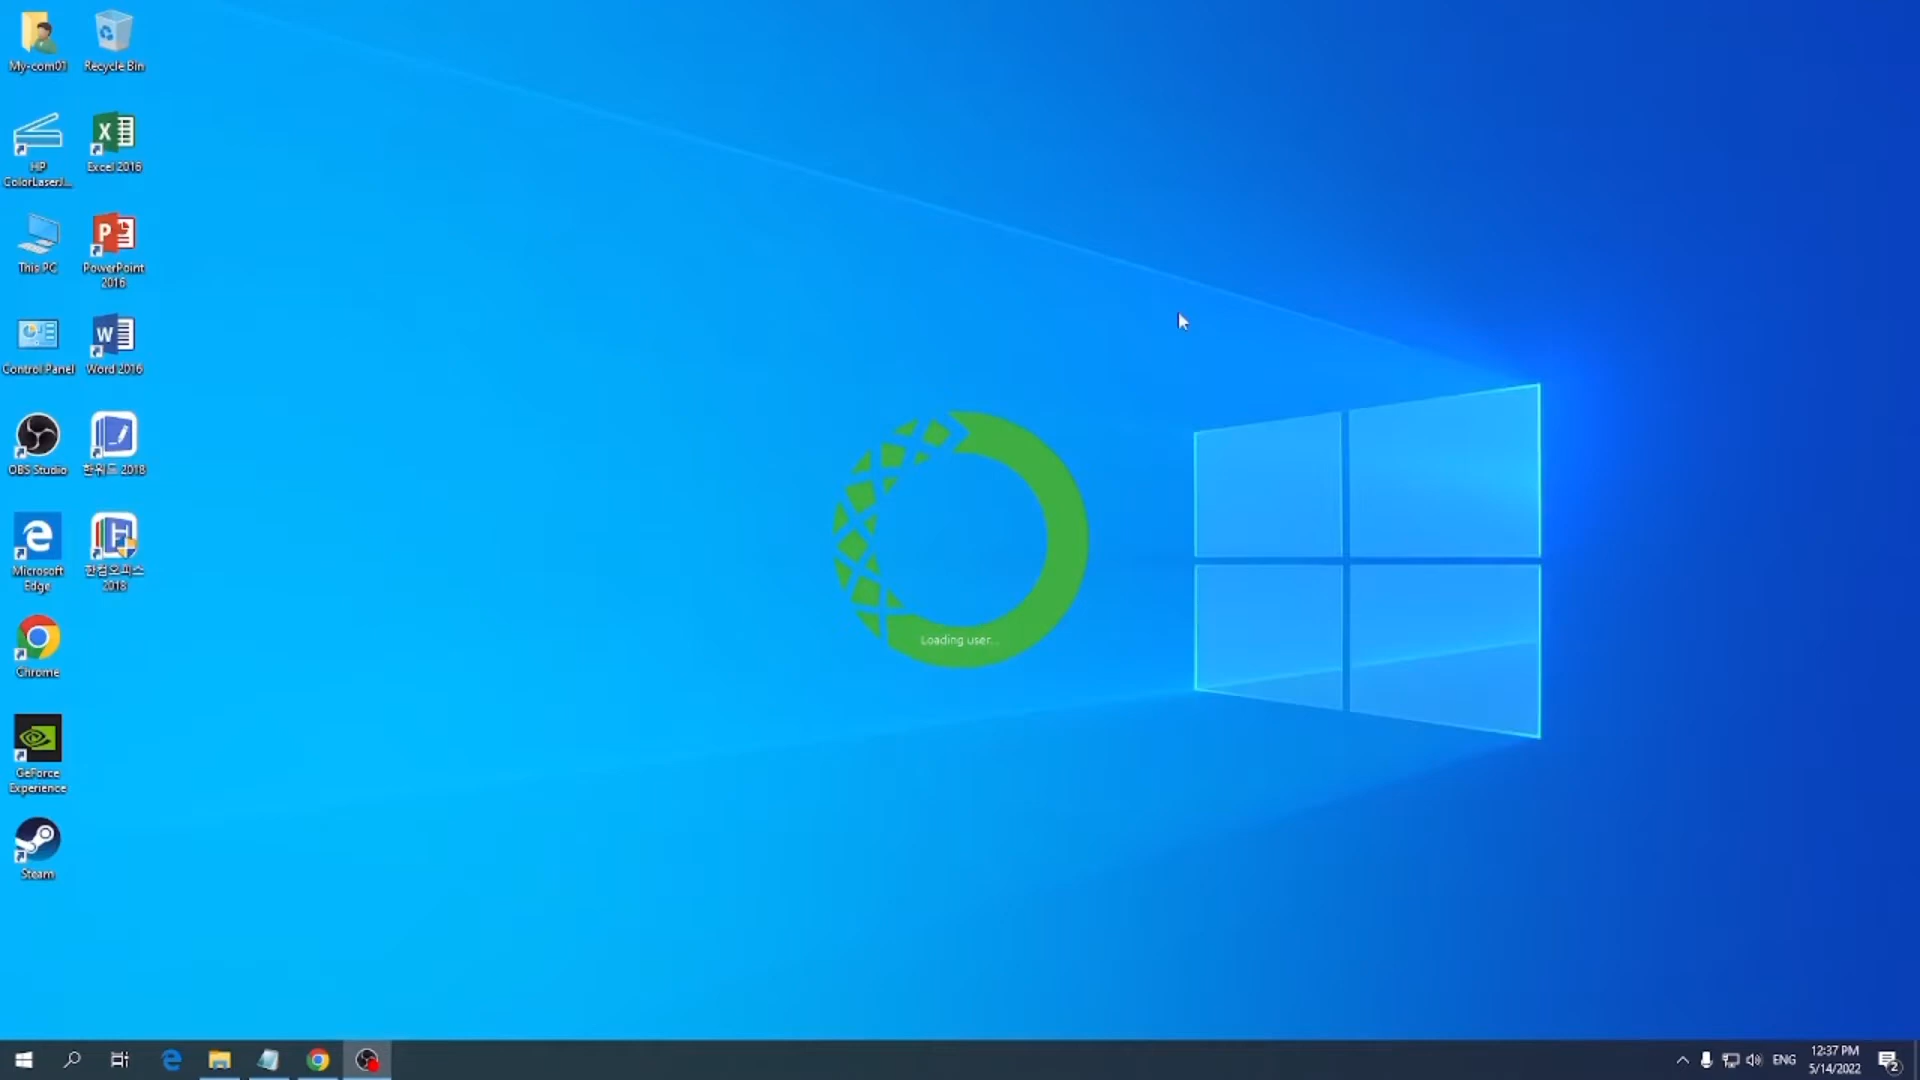 My-com01
Recycle Bin
HP
ColorLaserJ...
Excel 2016
This PC
PowerPoint
2016
Control Panel
Word 2016
OBS Studio
한워드 2018
Microsoft
Edge
한컴오피스
2018
Chrome
GeForce
Experience
Steam
Loading user...
ENG
12:37 PM
5/14/2022
2